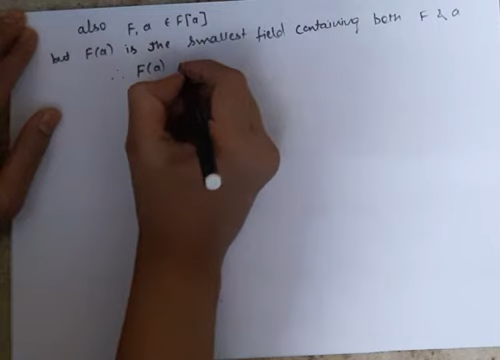 also F, a ∈ F[a]
but F(a) is the smallest field containing both F & a
∴ F(a)